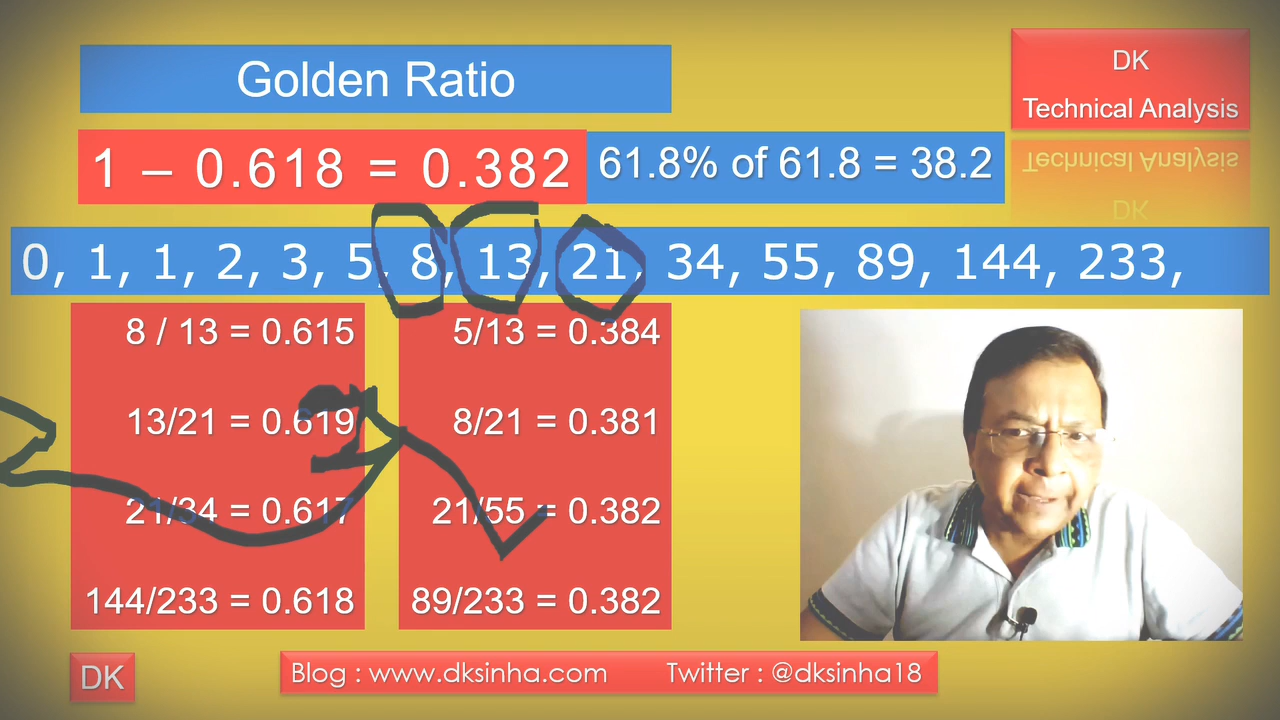 Golden Ratio
DK
Technical Analysis
1 – 0.618 = 0.382
61.8% of 61.8 = 38.2
Technical Analysis
DK
0, 1, 1, 2, 3, 5, 8, 13, 21, 34, 55, 89, 144, 233,
8 / 13 = 0.615
5/13 = 0.384
13/21 = 0.619
8/21 = 0.381
21/34 = 0.617
21/55 = 0.382
144/233 = 0.618
89/233 = 0.382
DK
Blog : www.dksinha.com Twitter : @dksinha18